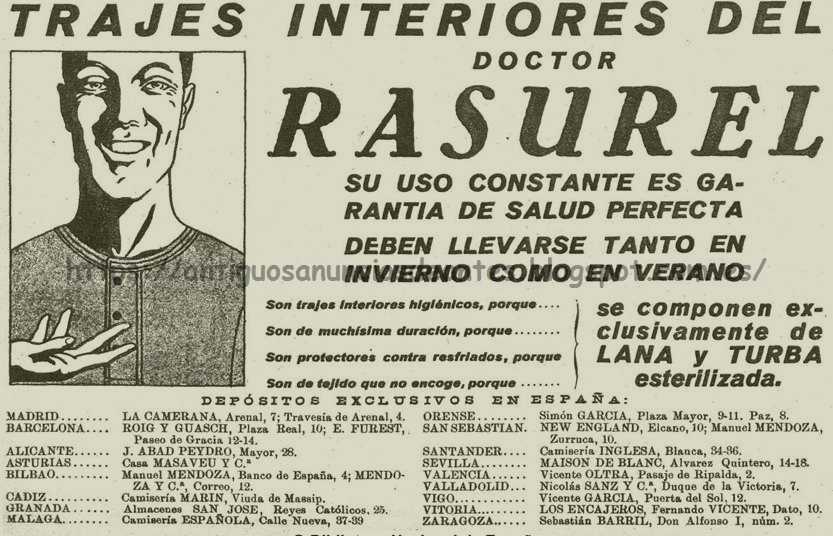 TRAJES INTERIORES DEL
DOCTOR
RASUREL
SU USO CONSTANTE ES GA-
RANTIA DE SALUD PERFECTA
DEBEN LLEVARSE TANTO EN
INVIERNO COMO EN VERANO
Son trajes interiores higiénicos, porque....
Son de muchísima duración, porque........
Son protectores contra resfriados, porque
Son de tejido que no encoge, porque .......
se componen ex-
clusivamente de
LANA y TURBA
esterilizada.
DEPÓSITOS EXCLUSIVOS EN ESPAÑA:
MADRID........ LA CAMERANA, Arenal, 7; Travesía de Arenal, 4.
BARCELONA.... ROIG Y GUASCH, Plaza Real, 10; E. FUREST,
Paseo de Gracia 12-14.
ALICANTE...... J. ABAD PEYDRO, Mayor, 28.
ASTURIAS...... Casa MASAVEU Y C.ª
BILBAO........ Manuel MENDOZA, Banco de España, 4; MENDO-
ZA Y C.ª, Correo, 12.
CADIZ.......... Camisería MARIN, Viuda de Massip.
GRANADA...... Almacenes SAN JOSE, Reyes Católicos, 25.
MALAGA........ Camisería ESPAÑOLA, Calle Nueva, 37-39
ORENSE........ Simón GARCIA, Plaza Mayor, 9-11. Paz, 8.
SAN SEBASTIAN. NEW ENGLAND, Elcano, 10; Manuel MENDOZA,
Zurruca, 10.
SANTANDER.... Camisería INGLESA, Blanca, 34-36.
SEVILLA........ MAISON DE BLANC, Alvarez Quintero, 14-18.
VALENCIA...... Vicente OLTRA, Pasaje de Ripalda, 2.
VALLADOLID... Nicolás SANZ Y C.ª, Duque de la Victoria, 7.
VIGO........... Vicente GARCIA, Puerta del Sol, 12.
VITORIA........ LOS ENCAJEROS, Fernando VICENTE, Dato, 10.
ZARAGOZA..... Sebastián BARRIL, Don Alfonso I, núm. 2.